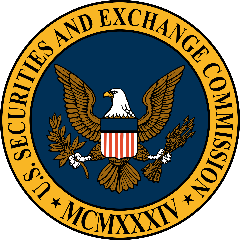 U.S. SECURITIES AND EXCHANGE COMMISSION
MCMXXXIV